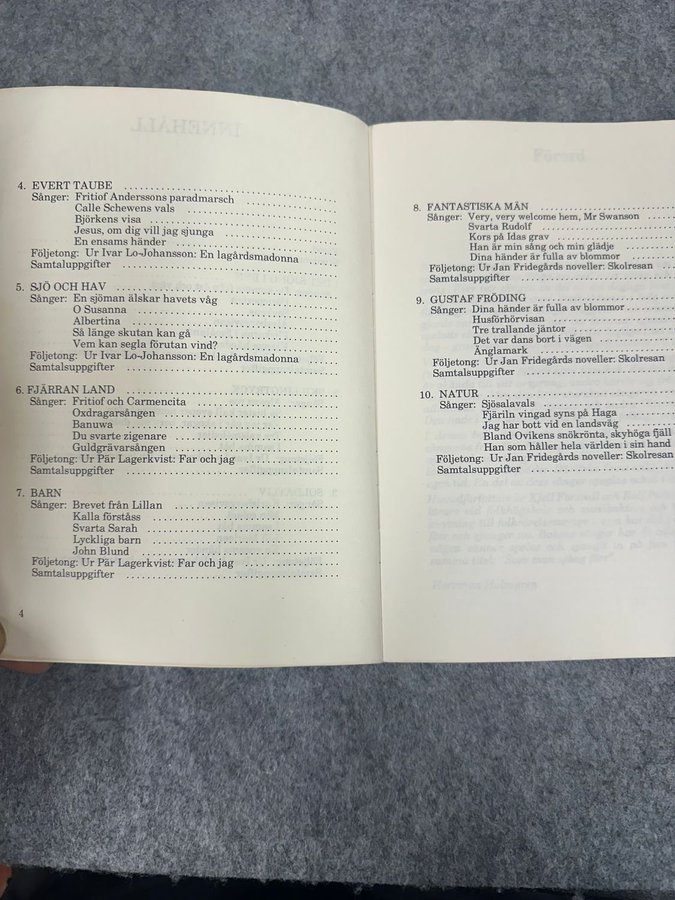 4. EVERT TAUBE
Sånger: Fritiof Anderssons paradmarsch
Calle Schewens vals
Björkens visa
Jesus, om dig vill jag sjunga
En ensams händer
Följetong: Ur Ivar Lo-Johansson: En lagårdsmadonna
Samtaluppgifter
5. SJÖ OCH HAV
Sånger: En sjöman älskar havets våg
O Susanna
Albertina
Så länge skutan kan gå
Vem kan segla förutan vind?
Följetong: Ur Ivar Lo-Johansson: En lagårdsmadonna
Samtalsuppgifter
6. FJÄRRAN LAND
Sånger: Fritiof och Carmencita
Oxdragarsången
Banuwa
Du svarte zigenare
Guldgrävarsången
Följetong: Ur Pär Lagerkvist: Far och jag
Samtalsuppgifter
7. BARN
Sånger: Brevet från Lillan
Kalla förståss
Svarta Sarah
Lyckliga barn
John Blund
Följetong: Ur Pär Lagerkvist: Far och jag
Samtalsuppgifter
4
8. FANTASTISKA MÄN
Sånger: Very, very welcome hem, Mr Swanson
Svarta Rudolf
Kors på Idas grav
Han är min sång och min glädje
Dina händer är fulla av blommor
Följetong: Ur Jan Fridegårds noveller: Skolresan
Samtalsuppgifter
9. GUSTAF FRÖDING
Sånger: Dina händer är fulla av blommor
Husförhörvisan
Tre trallande jäntor
Det var dans bort i vägen
Änglamark
Följetong: Ur Jan Fridegårds noveller: Skolresan
Samtalsuppgifter
10. NATUR
Sånger: Sjösalavals
Fjäriln vingad syns på Haga
Jag har bott vid en landsväg
Bland Ovikens snökrönta, skyhöga fjäll
Han som håller hela världen i sin hand
Följetong: Ur Jan Fridegårds noveller: Skolresan
Samtalsuppgifter